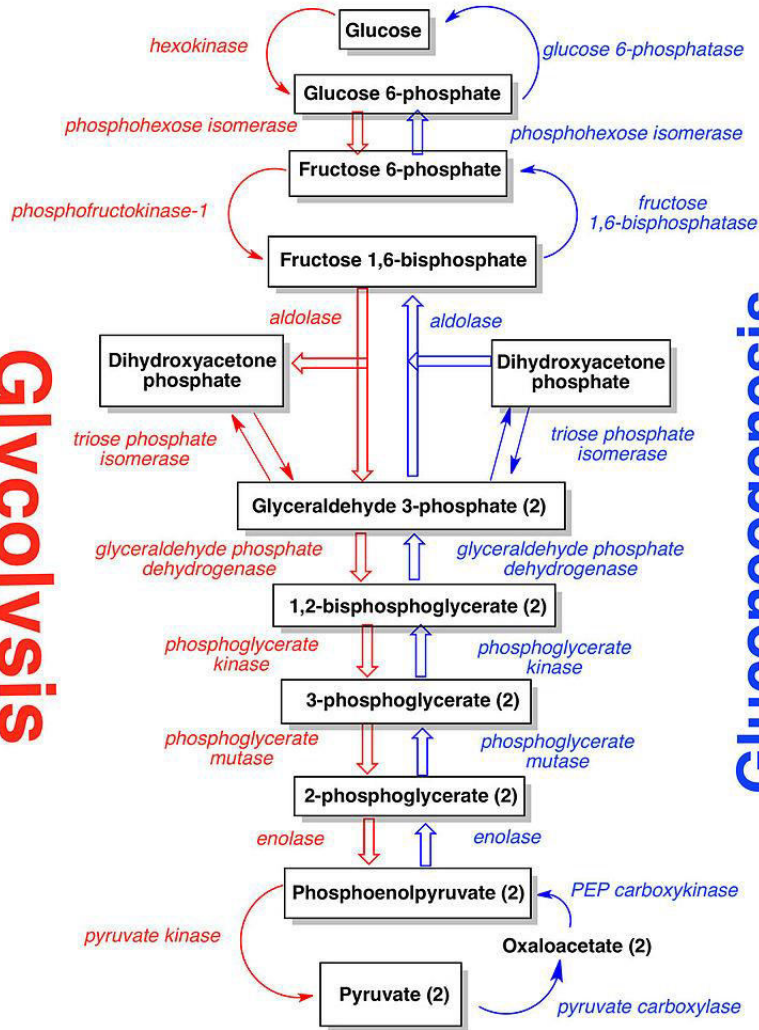 Glucose
hexokinase
glucose 6-phosphatase
Glucose 6-phosphate
phosphohexose isomerase
phosphohexose isomerase
Fructose 6-phosphate
phosphofructokinase-1
fructose
1,6-bisphosphatase
Fructose 1,6-bisphosphate
aldolase
aldolase
Dihydroxyacetone
phosphate
Dihydroxyacetone
phosphate
triose phosphate
isomerase
triose phosphate
isomerase
Glyceraldehyde 3-phosphate (2)
glyceraldehyde phosphate
dehydrogenase
glyceraldehyde phosphate
dehydrogenase
1,2-bisphosphoglycerate (2)
phosphoglycerate
kinase
phosphoglycerate
kinase
3-phosphoglycerate (2)
phosphoglycerate
mutase
phosphoglycerate
mutase
2-phosphoglycerate (2)
enolase
enolase
Phosphoenolpyruvate (2)
PEP carboxykinase
pyruvate kinase
Oxaloacetate (2)
Pyruvate (2)
pyruvate carboxylase
Glycolysis
Gluconeogenesis